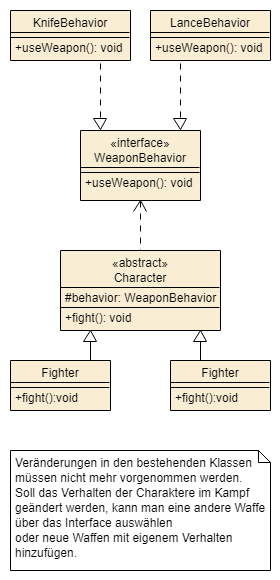 KnifeBehavior
+useWeapon(): void
LanceBehavior
+useWeapon(): void
«interface»
WeaponBehavior
+useWeapon(): void
«abstract»
Character
#behavior: WeaponBehavior
+fight(): void
Fighter
+fight():void
Fighter
+fight():void
Veränderungen in den bestehenden Klassen
müssen nicht mehr vorgenommen werden.
Soll das Verhalten der Charaktere im Kampf
geändert werden, kann man eine andere Waffe
über das Interface auswählen
oder neue Waffen mit eigenem Verhalten
hinzufügen.